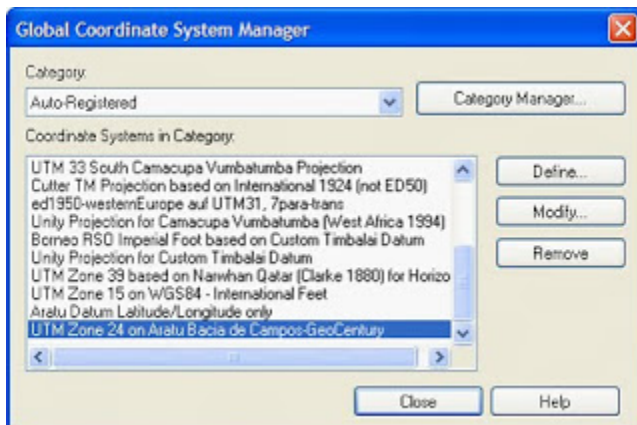 Global Coordinate System Manager
Category:
Auto-Registered
Category Manager...
Coordinate Systems in Category:
UTM 33 South Camacupa Vumbatumba Projection
Cutter TM Projection based on International 1924 (not ED50)
ed1950-westernEurope auf UTM31, 7para-trans
Unity Projection for Camacupa Vumbatumba (West Africa 1994)
Borneo RSO Imperial Foot based on Custom Timbalai Datum
Unity Projection for Custom Timbalai Datum
UTM Zone 39 based on Narwhan Qatar (Clarke 1880) for Horizo
UTM Zone 15 on WGS84 - International Feet
Aratu Datum Latitude/Longitude only
UTM Zone 24 on Aratu Bacia de Campos-GeoCentury
Define...
Modify...
Remove
Close
Help